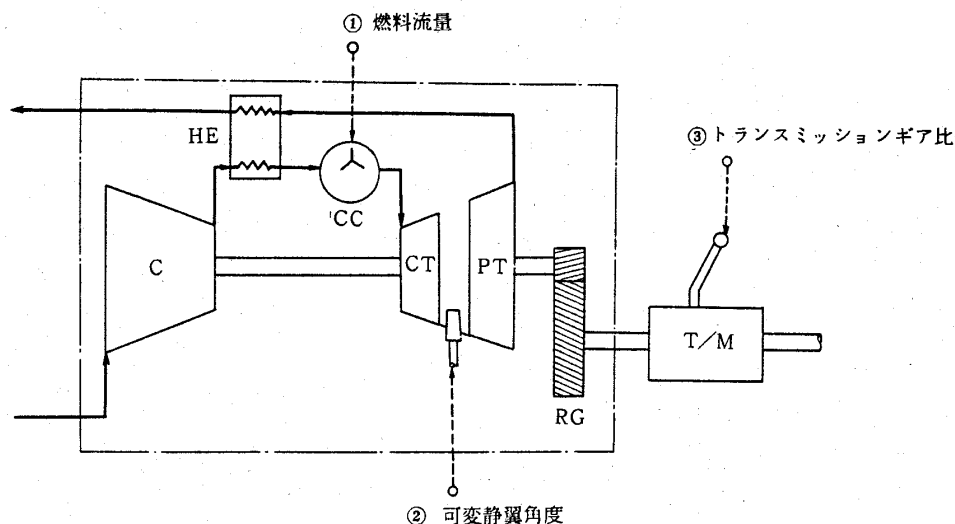 ① 燃料流量
③トランスミッションギア比
HE
CC
C
CT
PT
T/M
RG
② 可変静翼角度